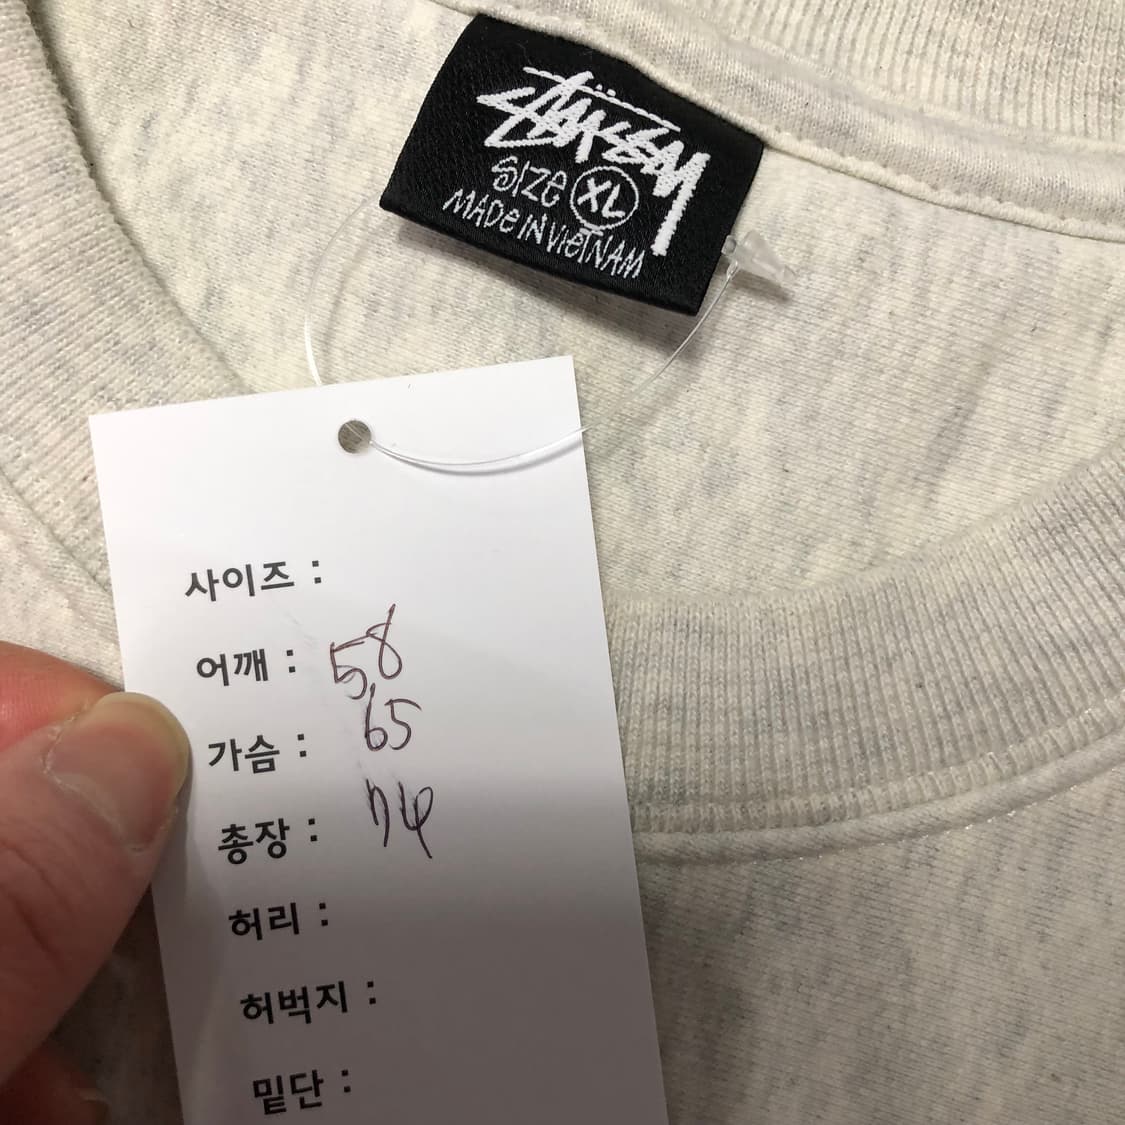 STÜSSY
SIZE XL
MADE IN VIETNAM
사이즈 :
어깨 : 58
가슴 : 65
총장 : 74
허리 :
허벅지 :
밑단 :